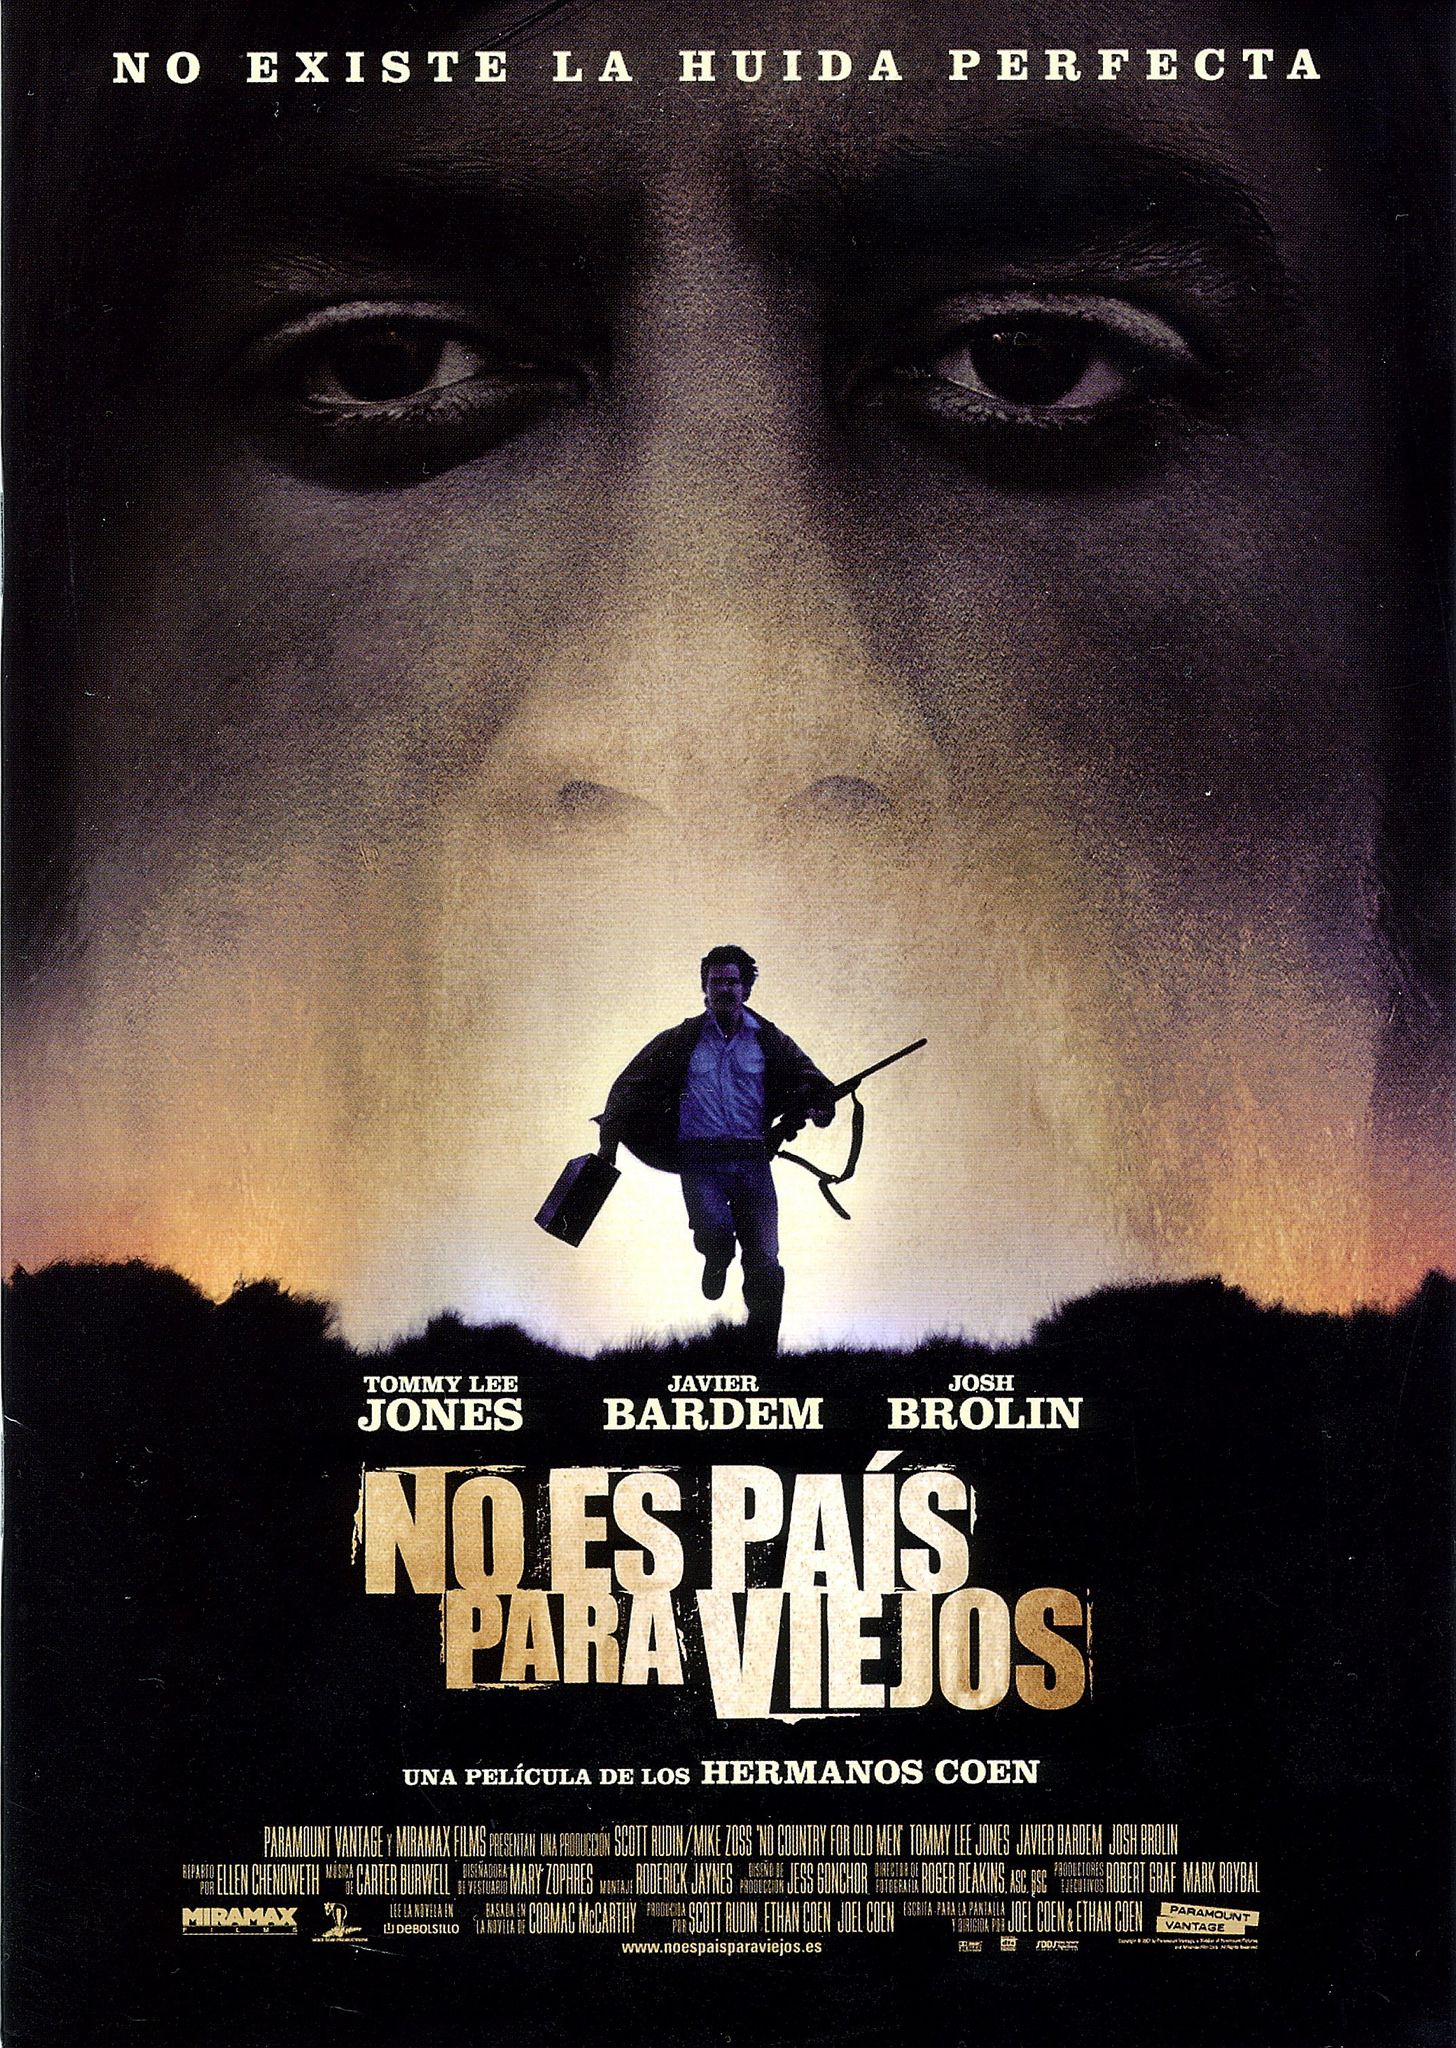 NO EXISTE LA HUIDA PERFECTA
TOMMY LEE JONES
JAVIER BARDEM
JOSH BROLIN
NO ES PAÍS
PARA VIEJOS
UNA PELÍCULA DE LOS HERMANOS COEN
PARAMOUNT VANTAGE Y MIRAMAX FILMS PRESENTAN UNA PRODUCCIÓN SCOTT RUDIN/MIKE ZOSS "NO COUNTRY FOR OLD MEN" TOMMY LEE JONES JAVIER BARDEM JOSH BROLIN
REPARTO POR ELLEN CHENOWETH MÚSICA DE CARTER BURWELL DISEÑADORA DE VESTUARIO MARY ZOPHRES MONTAJE RODERICK JAYNES DISEÑO DE PRODUCCIÓN JESS GONCHOR DIRECTOR DE FOTOGRAFÍA ROGER DEAKINS, ASC, BSC PRODUCTORES EJECUTIVOS ROBERT GRAF MARK ROYBAL
MIRAMAX FILMS
LEE LA NOVELA EN DEBOLSILLO
BASADA EN LA NOVELA DE CORMAC McCARTHY PRODUCIDA POR SCOTT RUDIN ETHAN COEN JOEL COEN ESCRITA PARA LA PANTALLA Y DIRIGIDA POR JOEL COEN & ETHAN COEN
PARAMOUNT VANTAGE
www.noespaisparaviejos.es